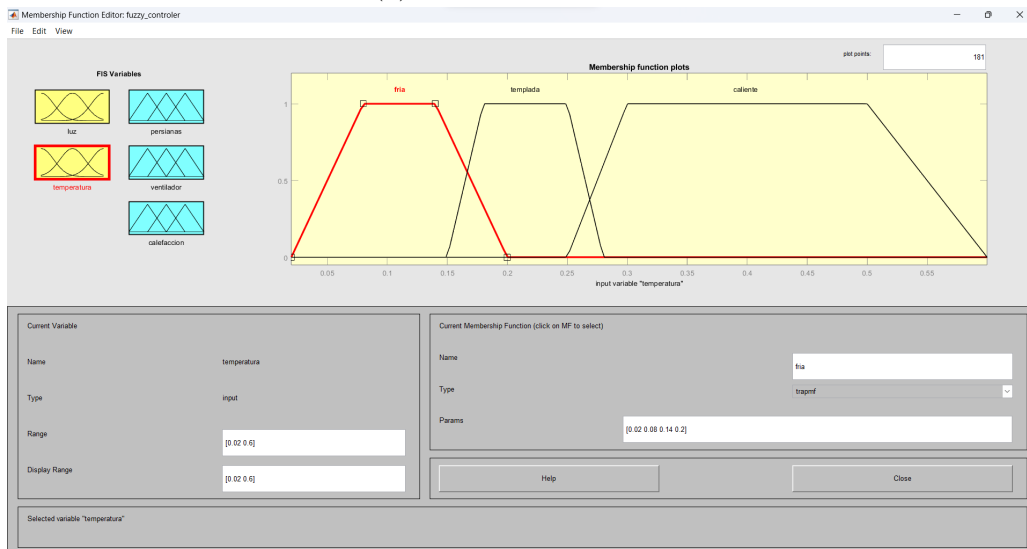 Membership Function Editor: fuzzy_controler
File Edit View
FIS Variables
luz
persianas
temperatura
ventilador
calefaccion
plot points:
181
Membership function plots
fria
templada
caliente
1
0.5
0
0.05 0.1 0.15 0.2 0.25 0.3 0.35 0.4 0.45 0.5 0.55
input variable "temperatura"
Current Variable
Name temperatura
Type input
Range [0.02 0.6]
Display Range [0.02 0.6]
Current Membership Function (click on MF to select)
Name fria
Type trapmf
Params [0.02 0.08 0.14 0.2]
Help Close
Selected variable "temperatura"